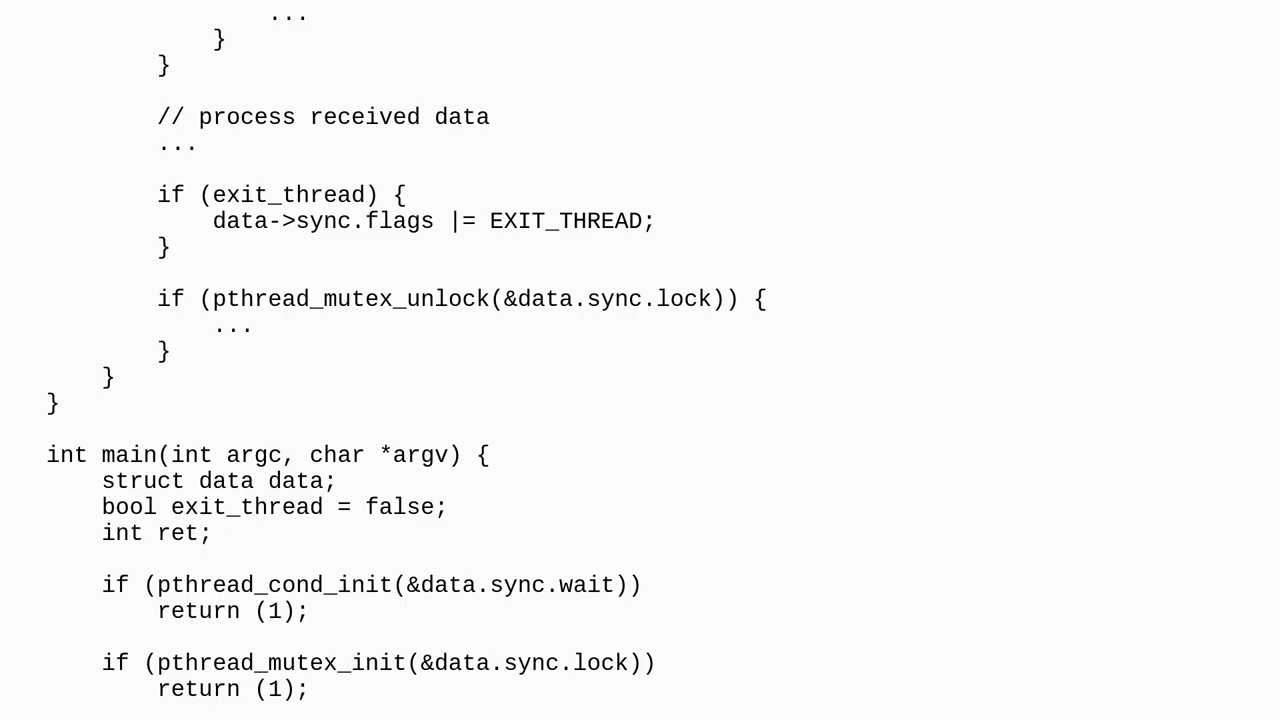 ...
            }
        }

        // process received data
        ...

        if (exit_thread) {
            data->sync.flags |= EXIT_THREAD;
        }

        if (pthread_mutex_unlock(&data.sync.lock)) {
            ...
        }
    }
}

int main(int argc, char *argv) {
    struct data data;
    bool exit_thread = false;
    int ret;

    if (pthread_cond_init(&data.sync.wait))
        return (1);

    if (pthread_mutex_init(&data.sync.lock))
        return (1);